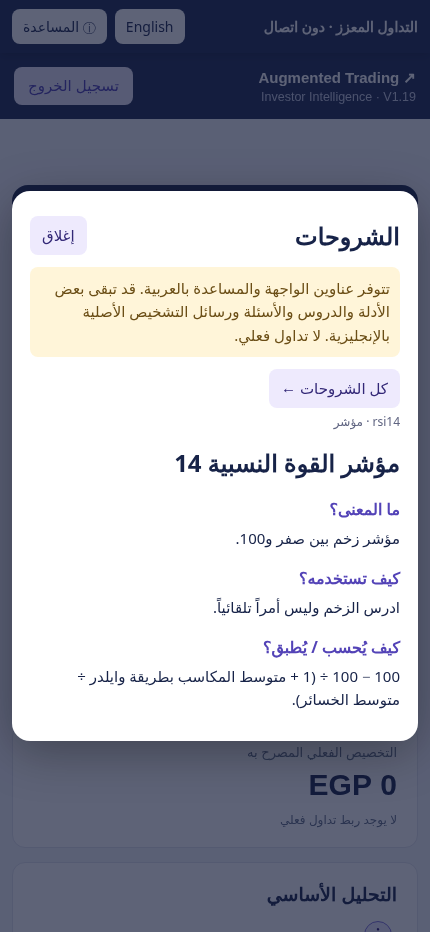 التداول المعزز · دون اتصال
English
ⓘ المساعدة
Augmented Trading ↗
Investor Intelligence · V1.19
تسجيل الخروج
الشروحات
إغلاق
تتوفر عناوين الواجهة والمساعدة بالعربية. قد تبقى بعض
الأدلة والدروس والأسئلة ورسائل التشخيص الأصلية
بالإنجليزية. لا تداول فعلي.
كل الشروحات ←
rsi14 · مؤشر
مؤشر القوة النسبية 14
ما المعنى؟
مؤشر زخم بين صفر و100.
كيف تستخدمه؟
ادرس الزخم وليس أمراً تلقائياً.
كيف يُحسب / يُطبق؟
100 − 100 ÷ (1 + متوسط المكاسب بطريقة وايلدر ÷
متوسط الخسائر).
التخصيص الفعلي المصرح به
EGP 0
لا يوجد ربط تداول فعلي
التحليل الأساسي